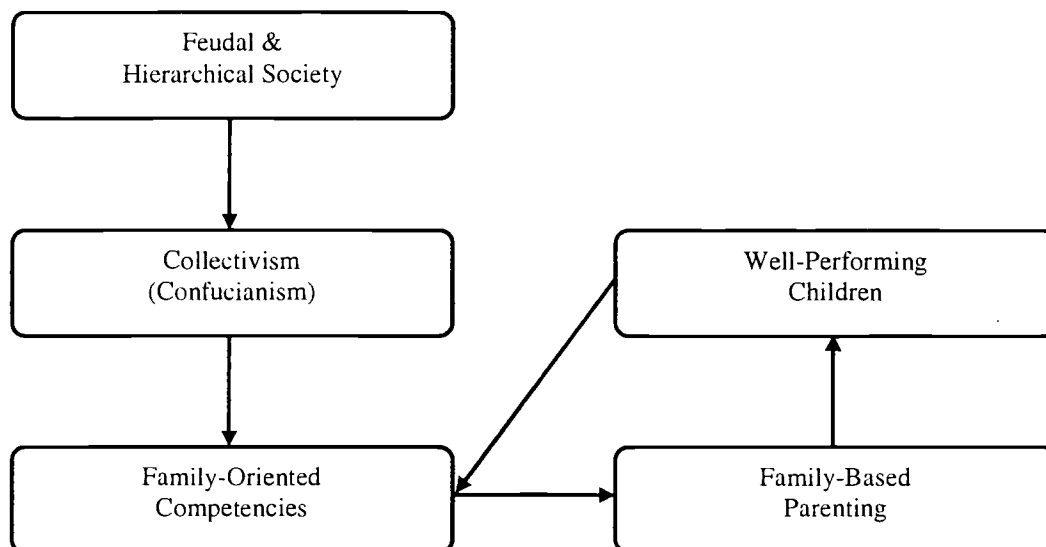 Feudal &
Hierarchical Society
Collectivism
(Confucianism)
Well-Performing
Children
Family-Oriented
Competencies
Family-Based
Parenting